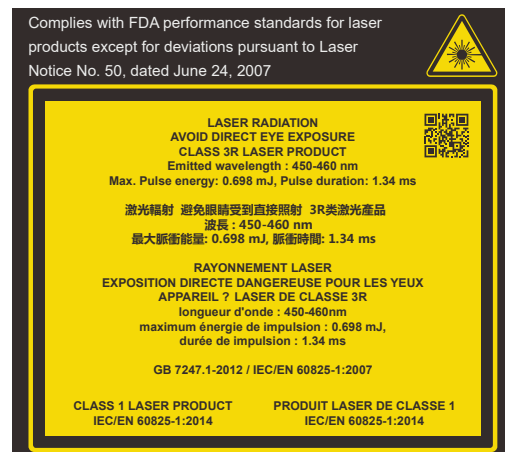 Complies with FDA performance standards for laser
products except for deviations pursuant to Laser
Notice No. 50, dated June 24, 2007
LASER RADIATION
AVOID DIRECT EYE EXPOSURE
CLASS 3R LASER PRODUCT
Emitted wavelength : 450-460 nm
Max. Pulse energy: 0.698 mJ, Pulse duration: 1.34 ms
激光輻射 避免眼睛受到直接照射 3R类激光產品
波長 : 450-460 nm
最大脈衝能量: 0.698 mJ, 脈衝時間: 1.34 ms
RAYONNEMENT LASER
EXPOSITION DIRECTE DANGEREUSE POUR LES YEUX
APPAREIL ? LASER DE CLASSE 3R
longueur d'onde : 450-460nm
maximum énergie de impulsion : 0.698 mJ,
durée de impulsion : 1.34 ms
GB 7247.1-2012 / IEC/EN 60825-1:2007
CLASS 1 LASER PRODUCT PRODUIT LASER DE CLASSE 1
IEC/EN 60825-1:2014 IEC/EN 60825-1:2014